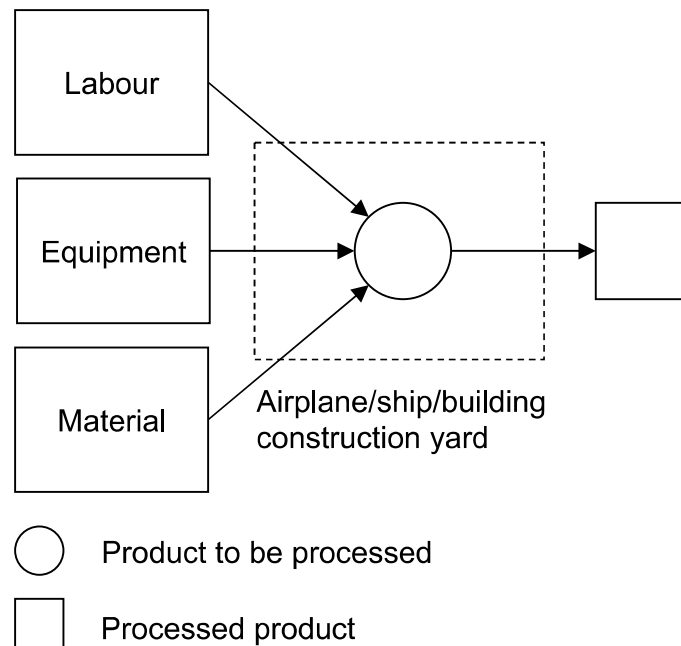 Labour
Equipment
Material
Airplane/ship/building
construction yard
Product to be processed
Processed product